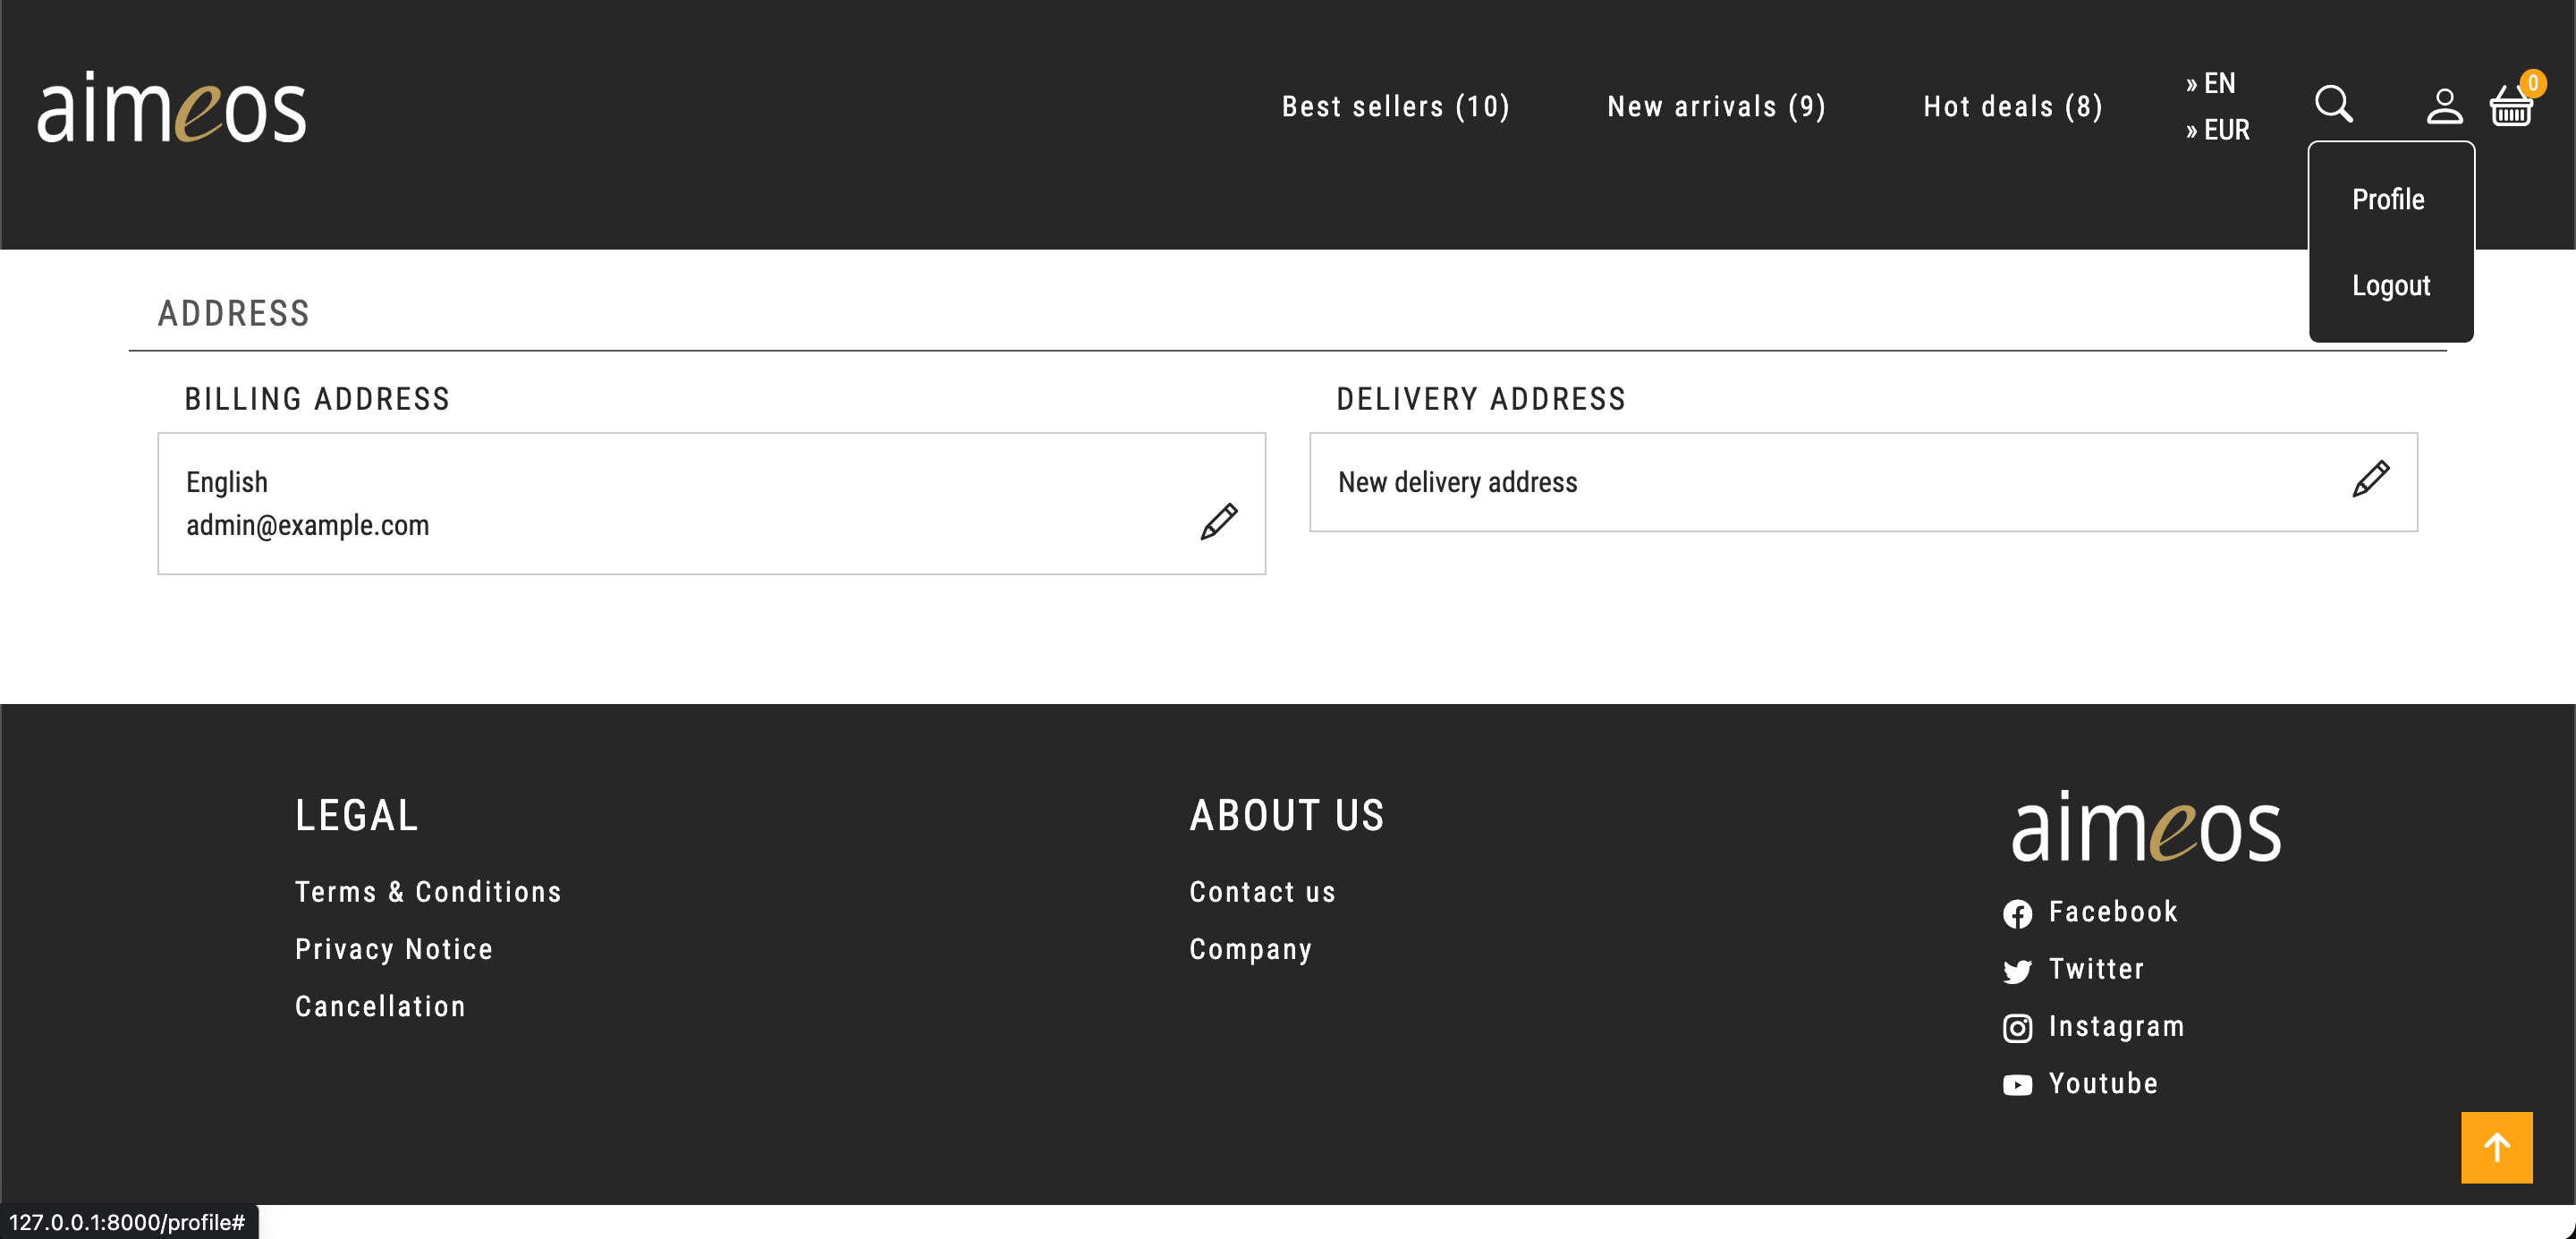 aimeos
Best sellers (10)
New arrivals (9)
Hot deals (8)
» EN
» EUR
0
Profile
Logout
ADDRESS
BILLING ADDRESS
English
admin@example.com
DELIVERY ADDRESS
New delivery address
LEGAL
Terms & Conditions
Privacy Notice
Cancellation
ABOUT US
Contact us
Company
aimeos
Facebook
Twitter
Instagram
Youtube
127.0.0.1:8000/profile#